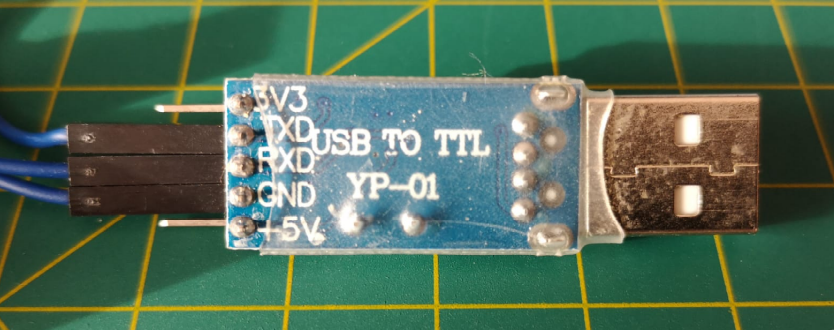 3V3
TXD
RXD
GND
+5V
USB TO TTL
YP-01